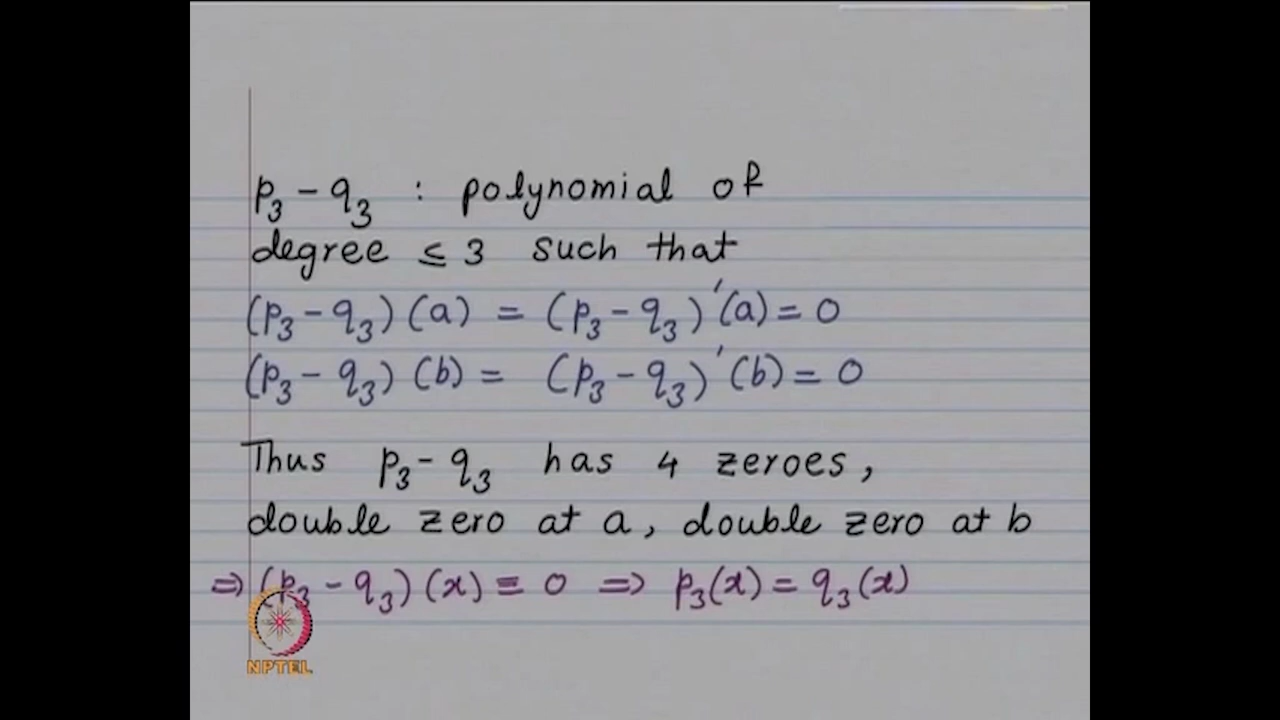 p₃ - q₃ : polynomial of
degree ≤ 3 such that
(p₃ - q₃)(a) = (p₃ - q₃)'(a) = 0
(p₃ - q₃)(b) = (p₃ - q₃)'(b) = 0
Thus p₃ - q₃ has 4 zeroes,
double zero at a, double zero at b
⇒ (p₃ - q₃)(x) ≡ 0 ⇒ p₃(x) = q₃(x)
NPTEL